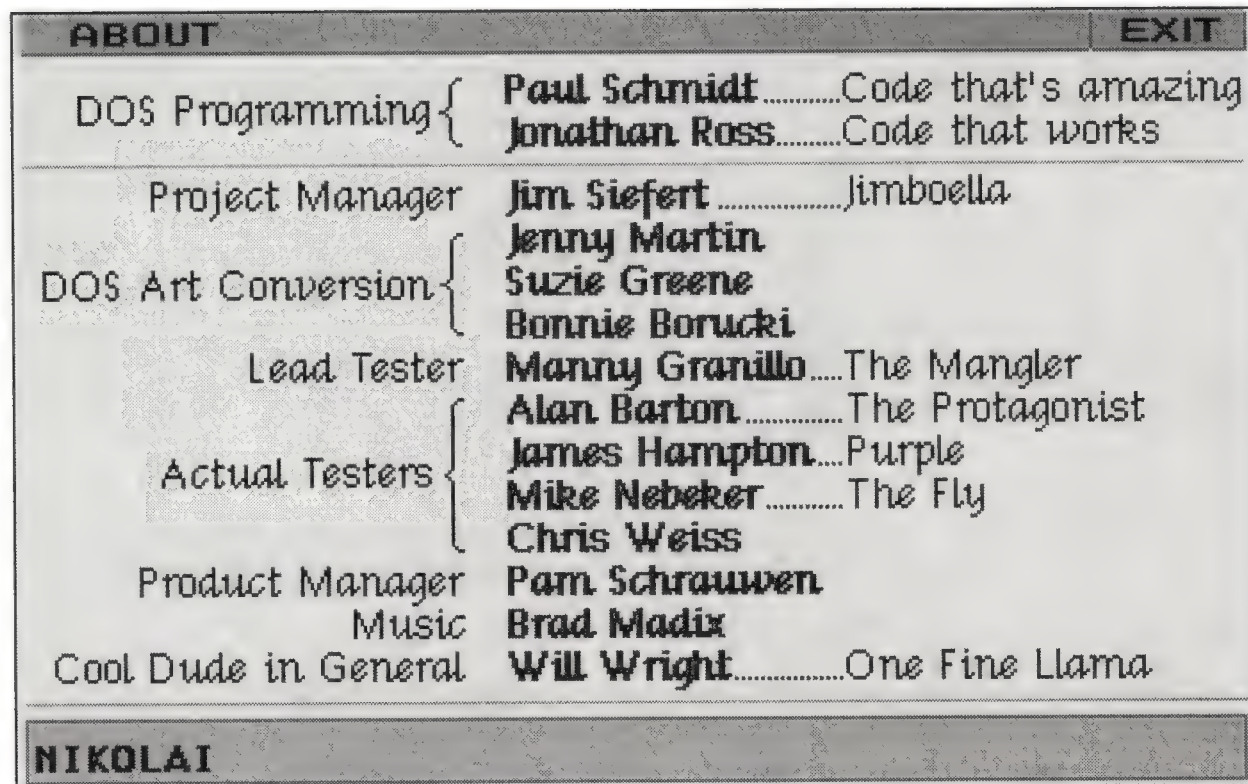 ABOUT EXIT
DOS Programming { Paul Schmidt..........Code that's amazing
Jonathan Ross........Code that works
Project Manager Jim Siefert...............Jimboella
Jenny Martin
DOS Art Conversion { Suzie Greene
Bonnie Borucki
Lead Tester Manny Granillo....The Mangler
Alan Barton............The Protagonist
Actual Testers { James Hampton...Purple
Mike Nebeker..........The Fly
Chris Weiss
Product Manager Pam Schrauwen
Music Brad Madix
Cool Dude in General Will Wright..............One Fine Llama
NIKOLAI